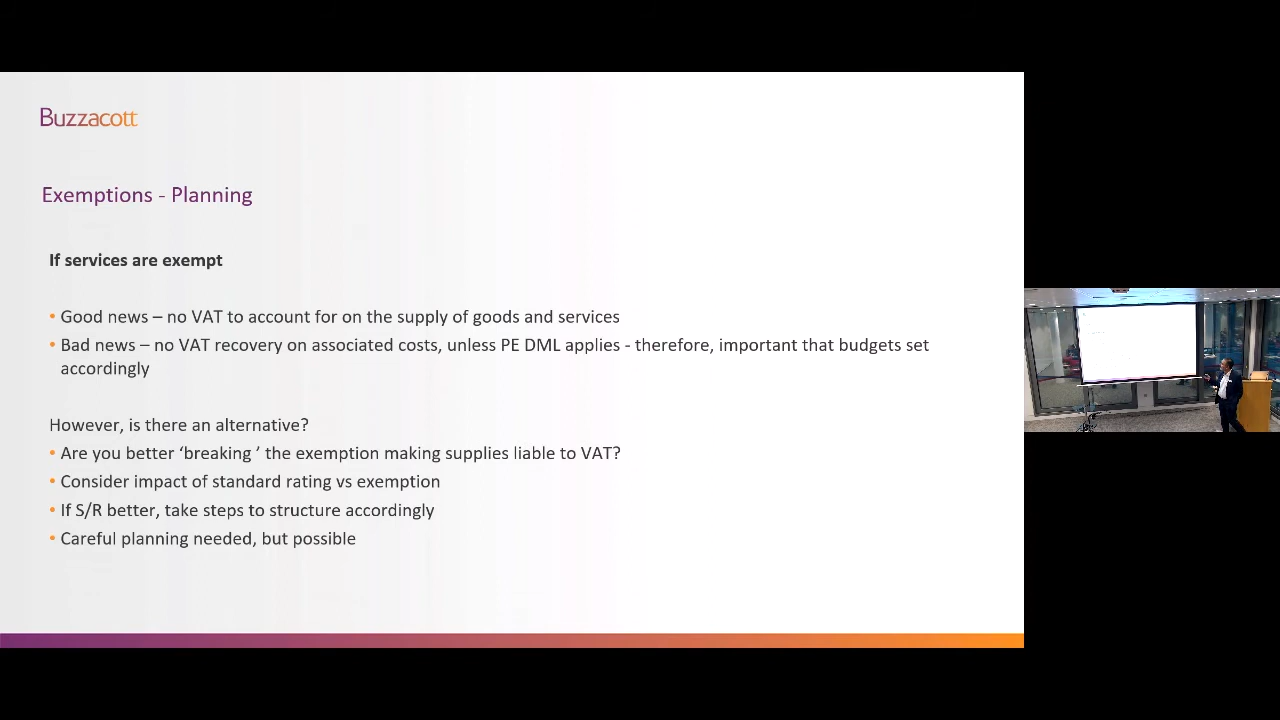 Buzzacott
Exemptions - Planning
If services are exempt
• Good news – no VAT to account for on the supply of goods and services
• Bad news – no VAT recovery on associated costs, unless PE DML applies - therefore, important that budgets set
accordingly
However, is there an alternative?
• Are you better ‘breaking ’ the exemption making supplies liable to VAT?
• Consider impact of standard rating vs exemption
• If S/R better, take steps to structure accordingly
• Careful planning needed, but possible